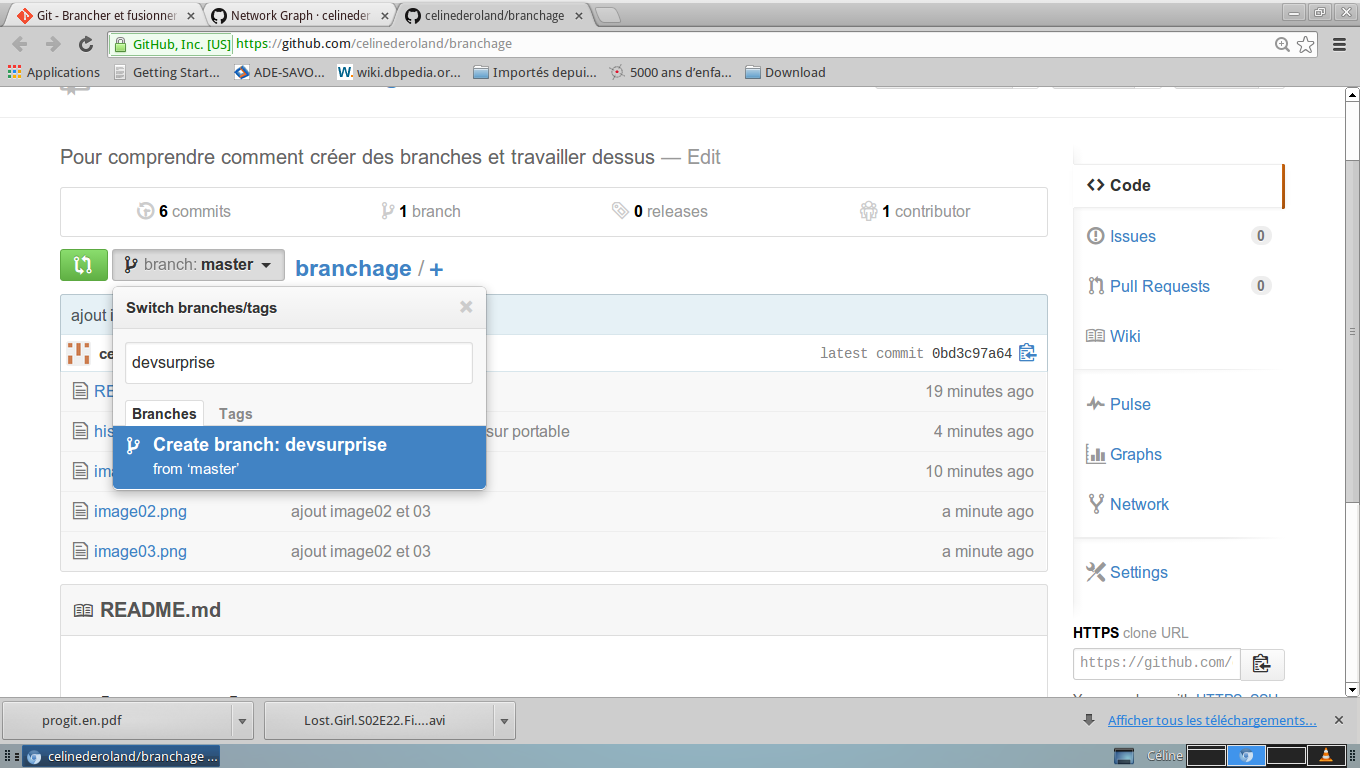 Git - Brancher et fusionner
Network Graph · celineder
celinederoland/branchage
GitHub, Inc. [US] https://github.com/celinederoland/branchage
Applications
Getting Start...
ADE-SAVO...
wiki.dbpedia.or...
Importés depui...
5000 ans d'enfa...
Download
Pour comprendre comment créer des branches et travailler dessus — Edit
6 commits
1 branch
0 releases
1 contributor
branch: master
branchage / +
Switch branches/tags
devsurprise
Branches
Tags
Create branch: devsurprise
from ‘master’
ajout
ce
latest commit 0bd3c97a64
RE
19 minutes ago
his
sur portable
4 minutes ago
im
10 minutes ago
image02.png
ajout image02 et 03
a minute ago
image03.png
ajout image02 et 03
a minute ago
README.md
Code
Issues 0
Pull Requests 0
Wiki
Pulse
Graphs
Network
Settings
HTTPS clone URL
https://github.com/
progit.en.pdf
Lost.Girl.S02E22.Fi....avi
Afficher tous les téléchargements...
celinederoland/branchage ...
Céline